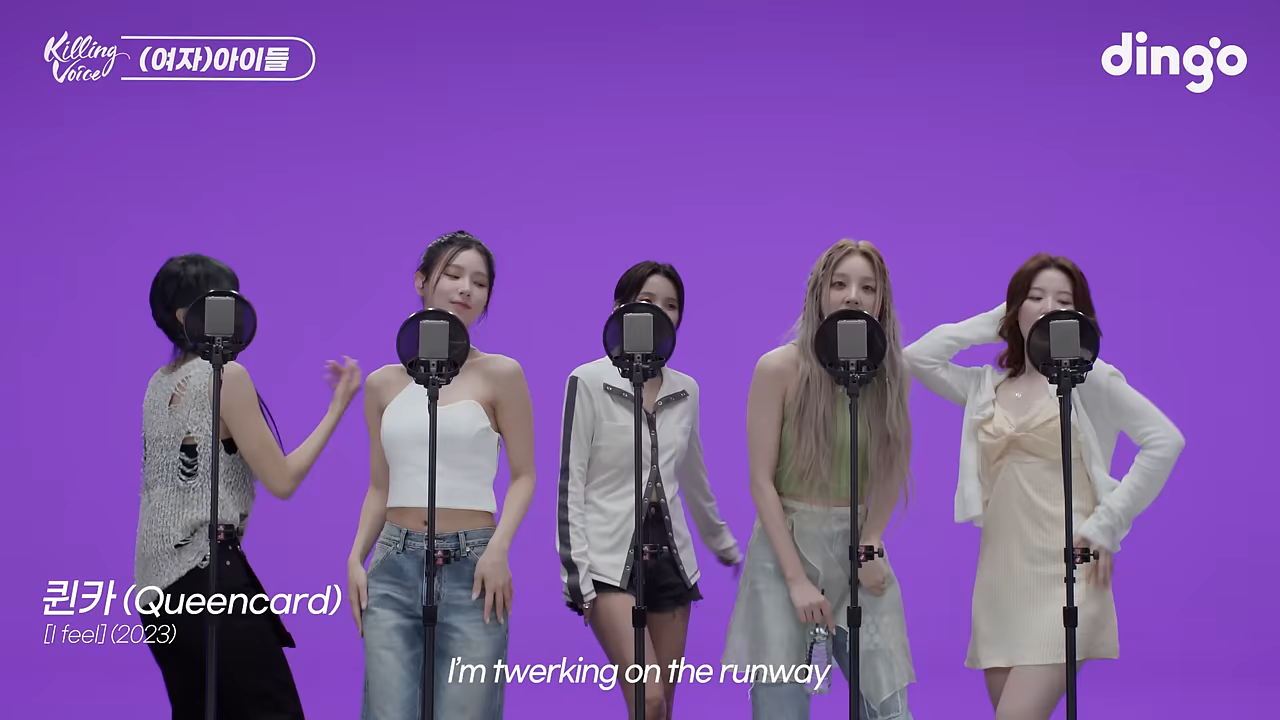 Killing Voice
(여자)아이들
dingo
퀸카 (Queencard)
[I feel] (2023)
I'm twerking on the runway